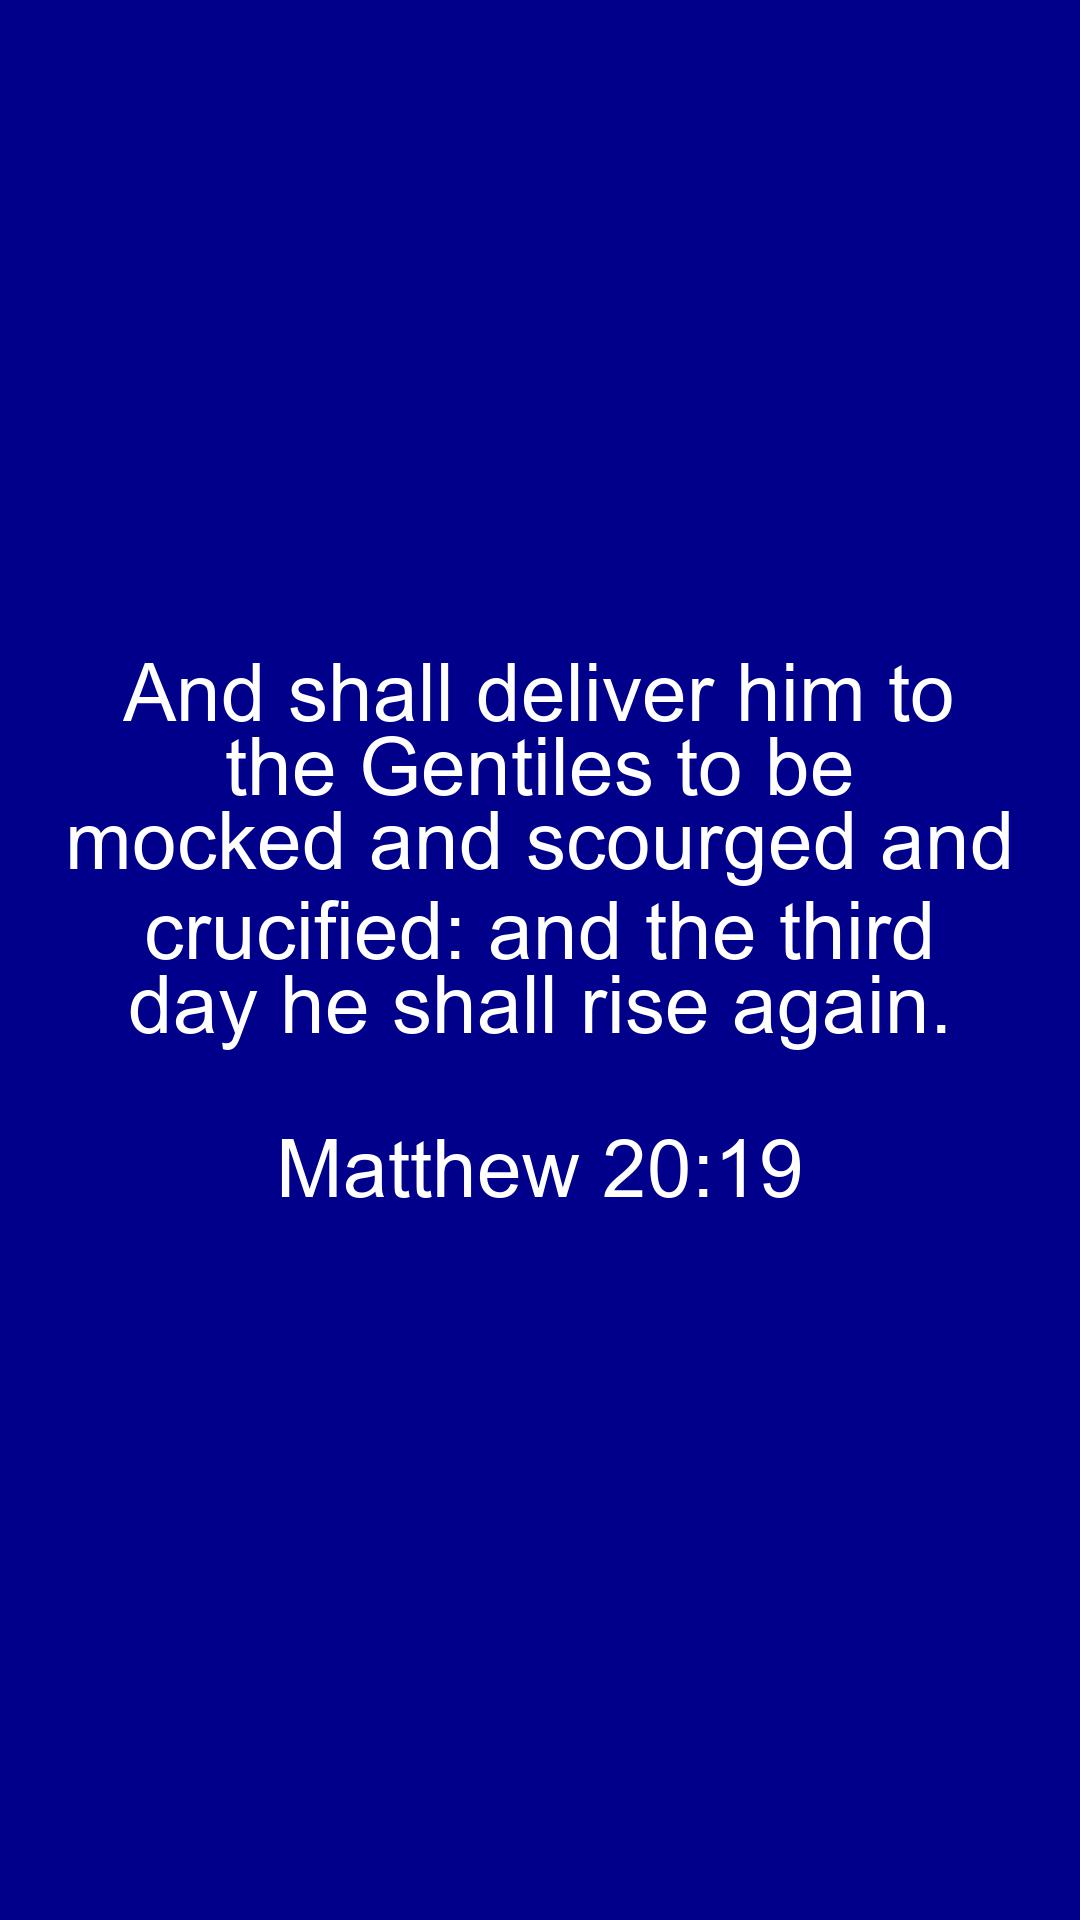 And shall deliver him to
the Gentiles to be
mocked and scourged and
crucified: and the third
day he shall rise again.
Matthew 20:19